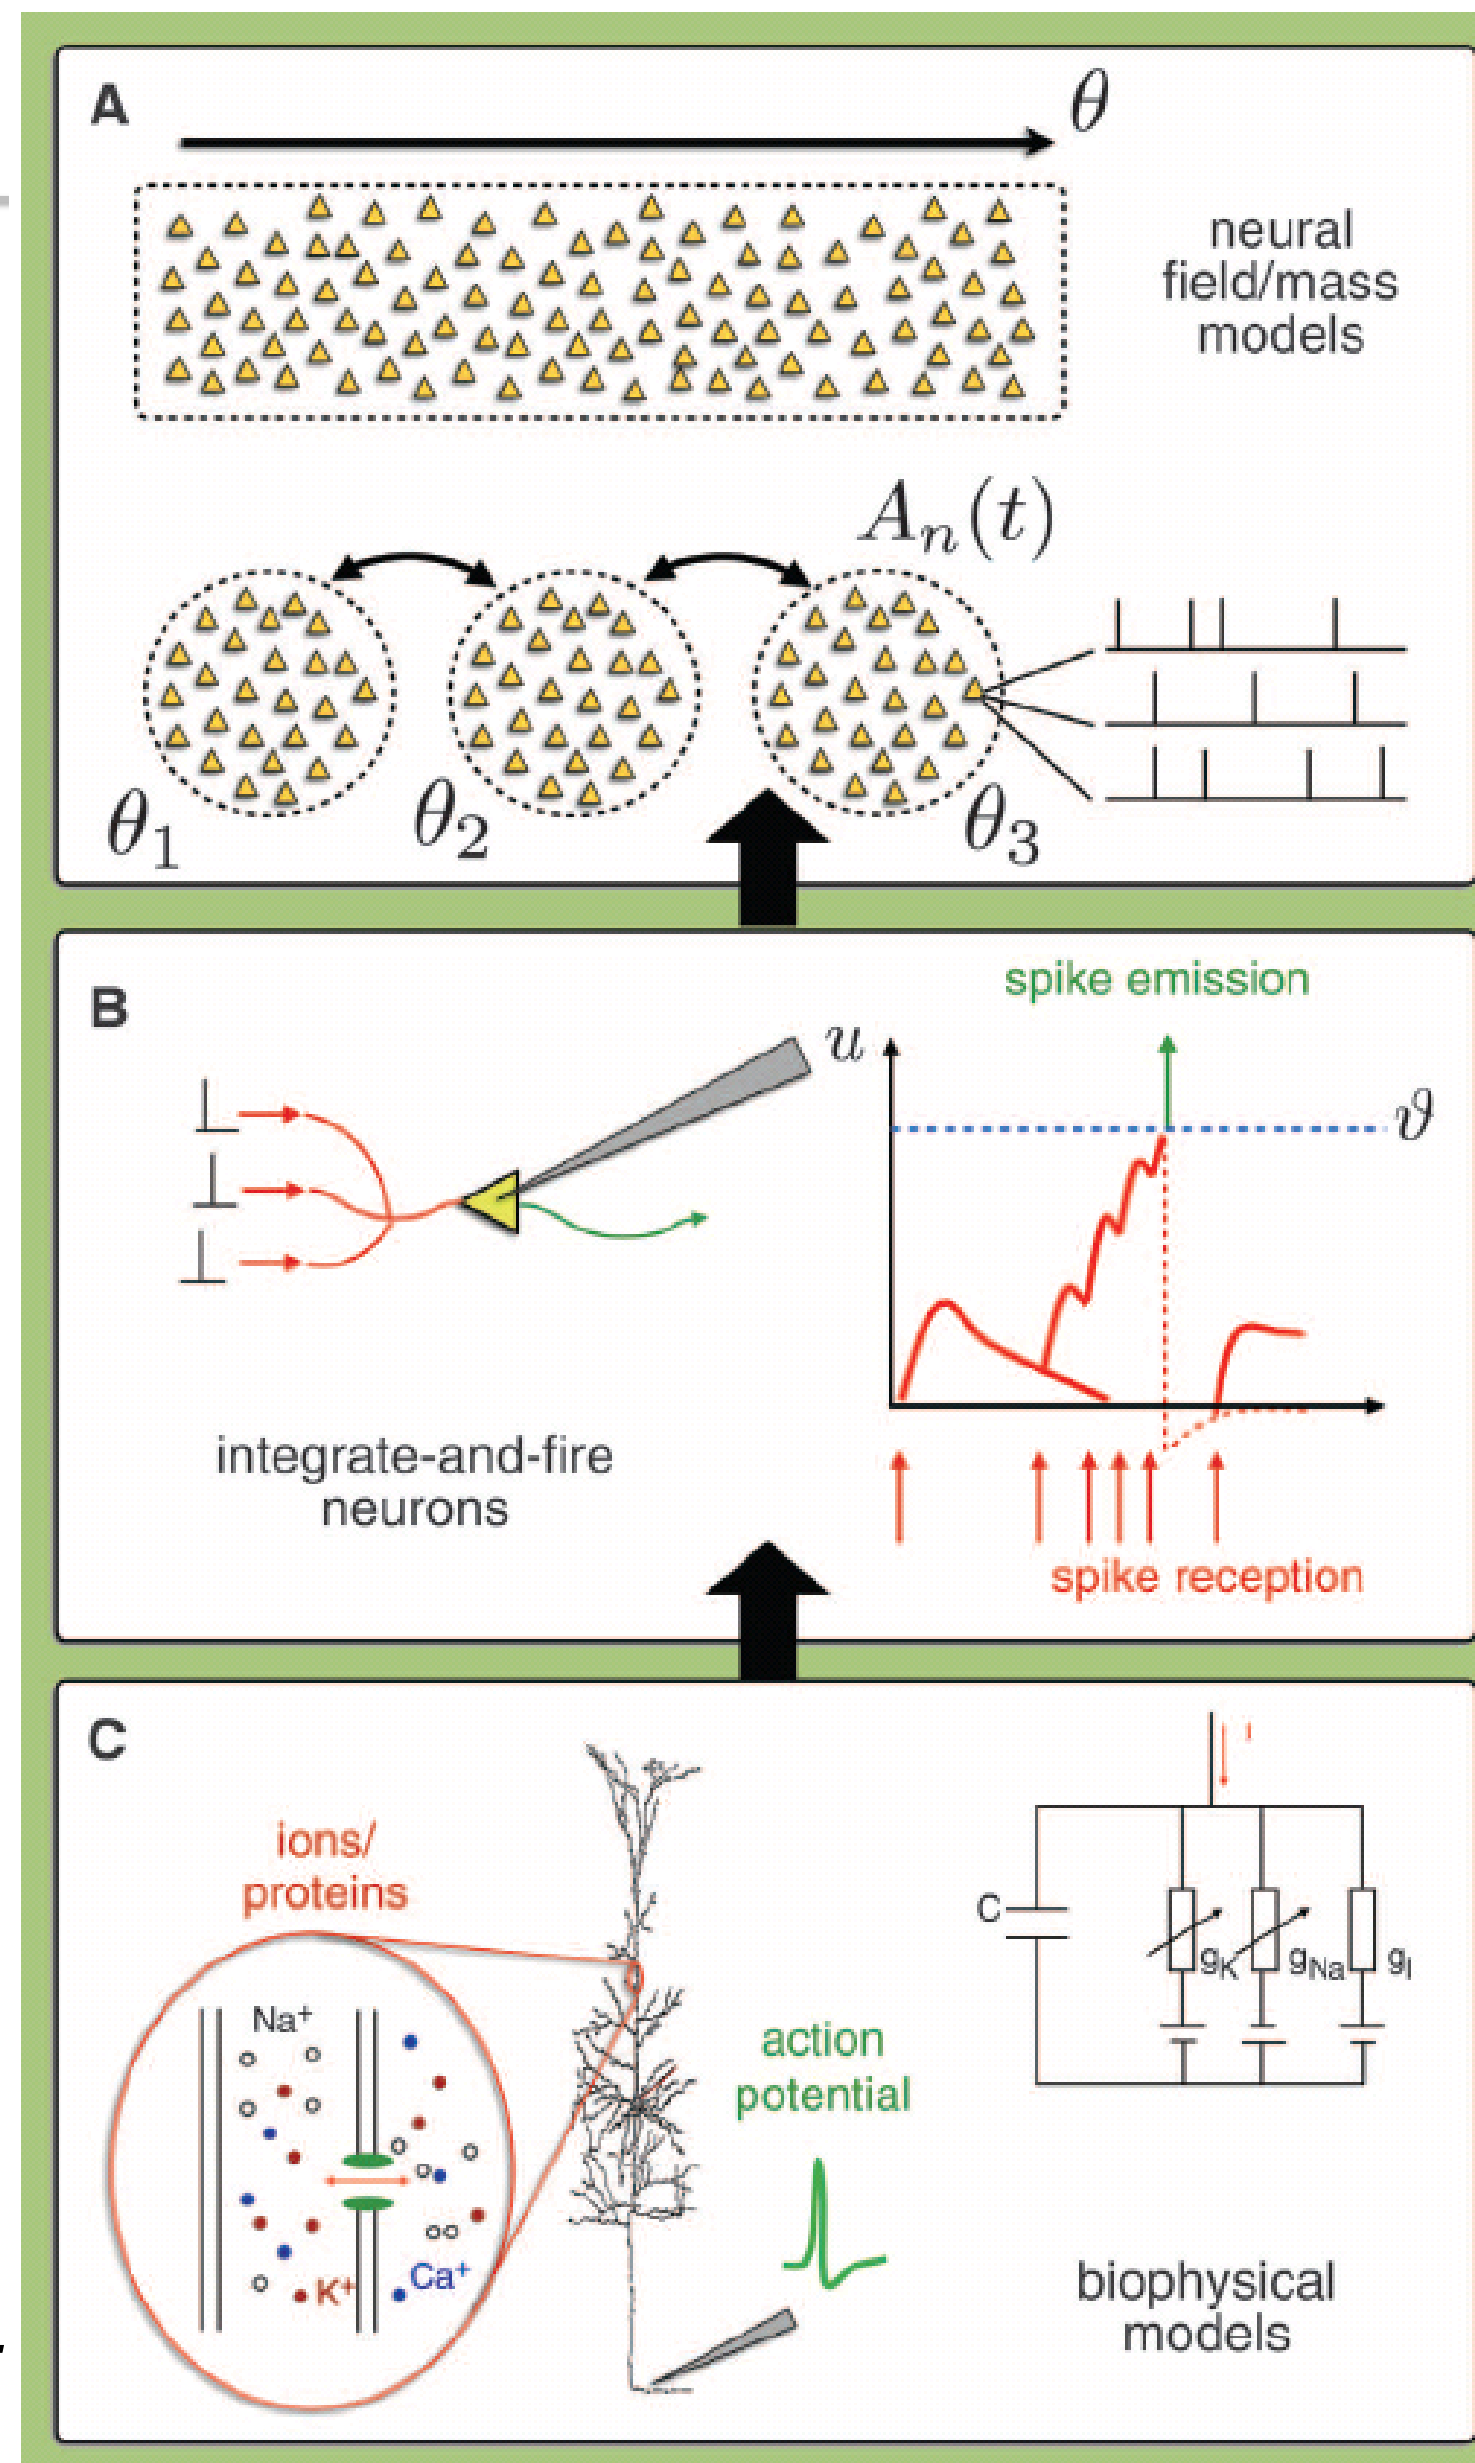 A
θ
neural
field/mass
models
Aₙ(t)
θ₁
θ₂
θ₃
B
spike emission
u
ϑ
integrate-and-fire
neurons
spike reception
C
ions/
proteins
C
gK
gNa
gl
Na⁺
action
potential
K⁺
Ca⁺
biophysical
models